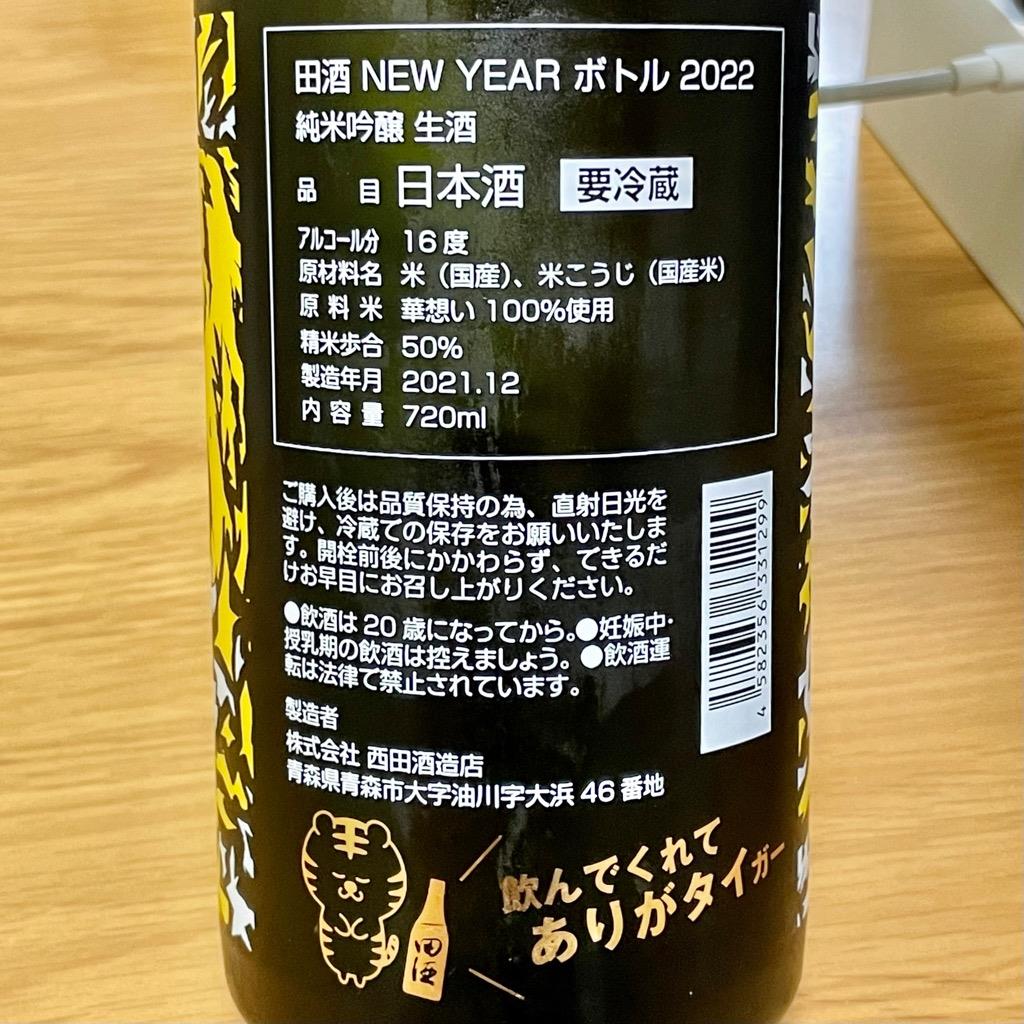 田酒 NEW YEAR ボトル 2022
純米吟醸 生酒
品 目 日本酒 要冷蔵
アルコール分 16度
原材料名 米（国産）、米こうじ（国産米）
原料米 華想い 100%使用
精米歩合 50%
製造年月 2021.12
内容量 720ml
ご購入後は品質保持の為、直射日光を
避け、冷蔵での保存をお願いいたしま
す。開栓前後にかかわらず、できるだ
けお早目にお召し上がりください。
●飲酒は20歳になってから。●妊娠中・
授乳期の飲酒は控えましょう。●飲酒運
転は法律で禁止されています。
製造者
株式会社 西田酒造店
青森県青森市大字油川字大浜46番地
4 582356 331299
飲んでくれて
ありがタイガー
田酒